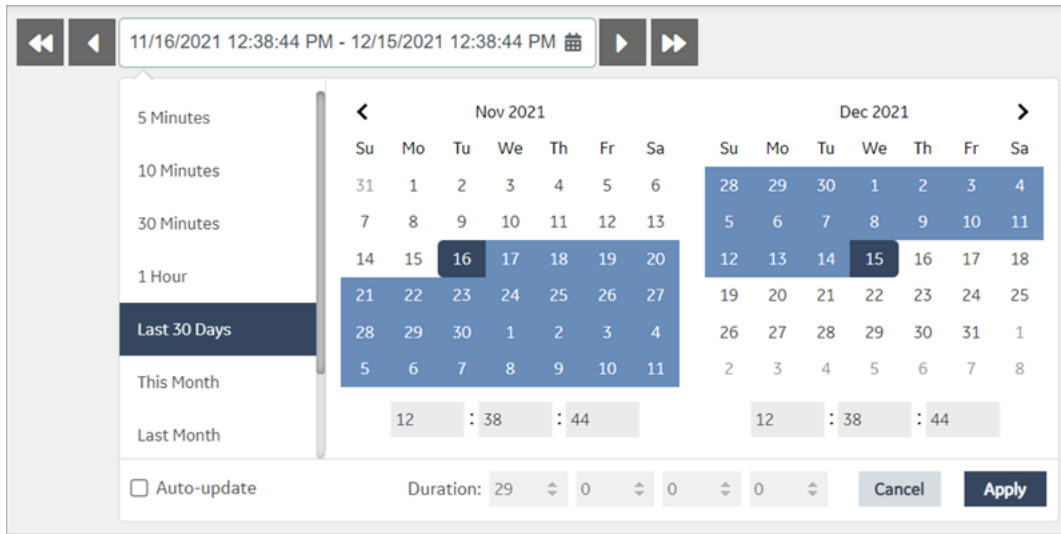 11/16/2021 12:38:44 PM - 12/15/2021 12:38:44 PM
5 Minutes
10 Minutes
30 Minutes
1 Hour
Last 30 Days
This Month
Last Month
Nov 2021
Su Mo Tu We Th Fr Sa
31 1 2 3 4 5 6
7 8 9 10 11 12 13
14 15 16 17 18 19 20
21 22 23 24 25 26 27
28 29 30 1 2 3 4
5 6 7 8 9 10 11
12 : 38 : 44
Dec 2021
Su Mo Tu We Th Fr Sa
28 29 30 1 2 3 4
5 6 7 8 9 10 11
12 13 14 15 16 17 18
19 20 21 22 23 24 25
26 27 28 29 30 31 1
2 3 4 5 6 7 8
12 : 38 : 44
Auto-update
Duration: 29 0 0 0
Cancel
Apply